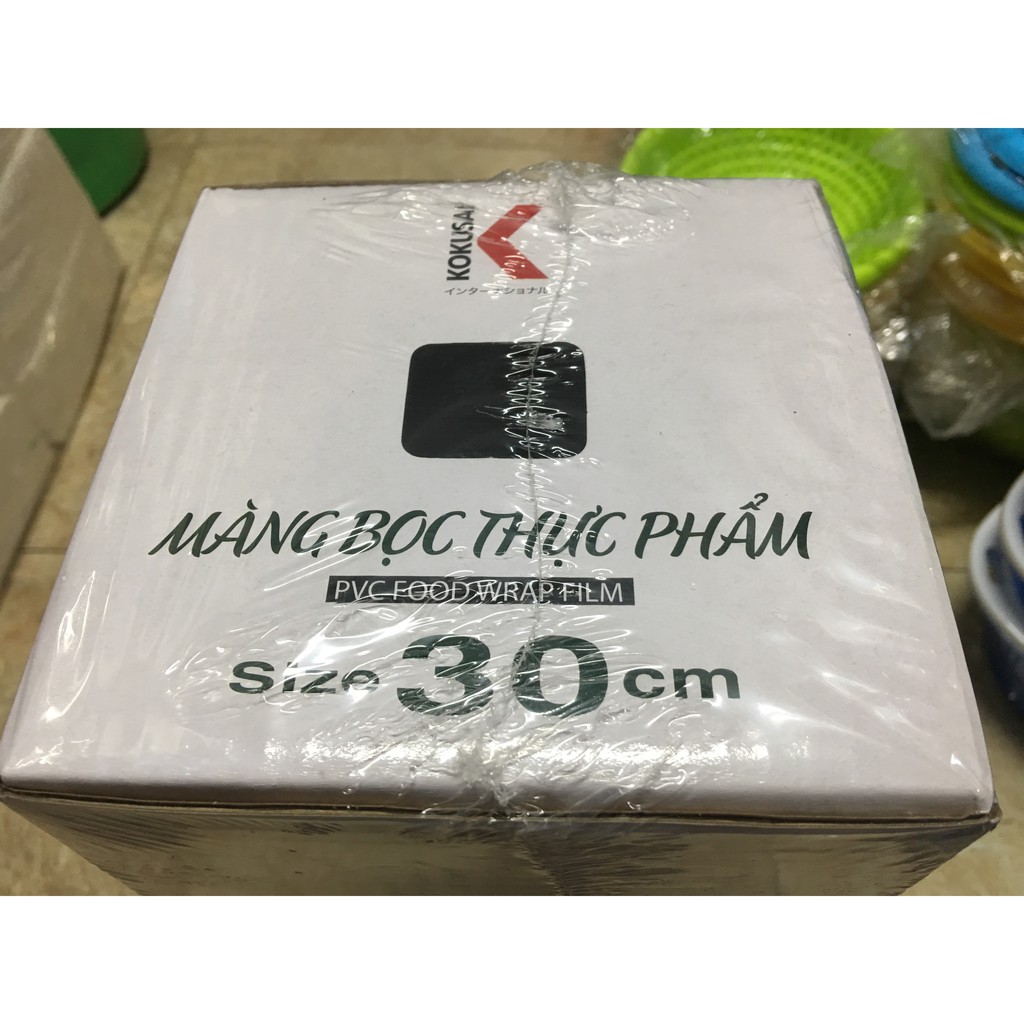 KOKUSAI
インターナショナル
MÀNG BỌC THỰC PHẨM
PVC FOOD WRAP FILM
Size 30 cm